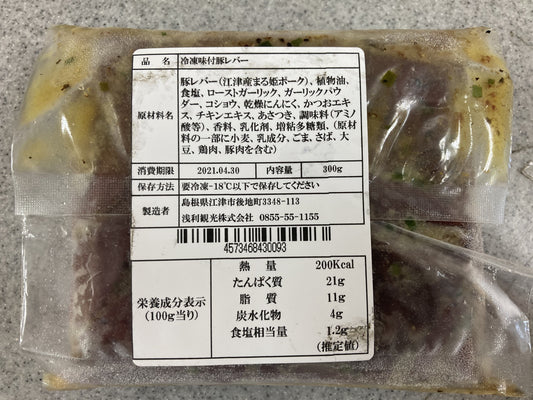 品名 冷凍味付豚レバー
原材料名 豚レバー(江津産まる姫ポーク)、植物油、
食塩、ローストガーリック、ガーリックパウ
ダー、コショウ、乾燥にんにく、かつおエキ
ス、チキンエキス、あさつき、調味料(アミノ
酸等)、香料、乳化剤、増粘多糖類、(原材
料の一部に小麦、乳成分、ごま、さば、大
豆、鶏肉、豚肉を含む)
消費期限 2021.04.30 内容量 300g
保存方法 要冷凍-18℃以下で保存してください
製造者 島根県江津市後地町3348-113
浅利観光株式会社 0855-55-1155
4573468430093
栄養成分表示
(100g当り)
熱量 200Kcal
たんぱく質 21g
脂質 11g
炭水化物 4g
食塩相当量 1.2g
(推定値)